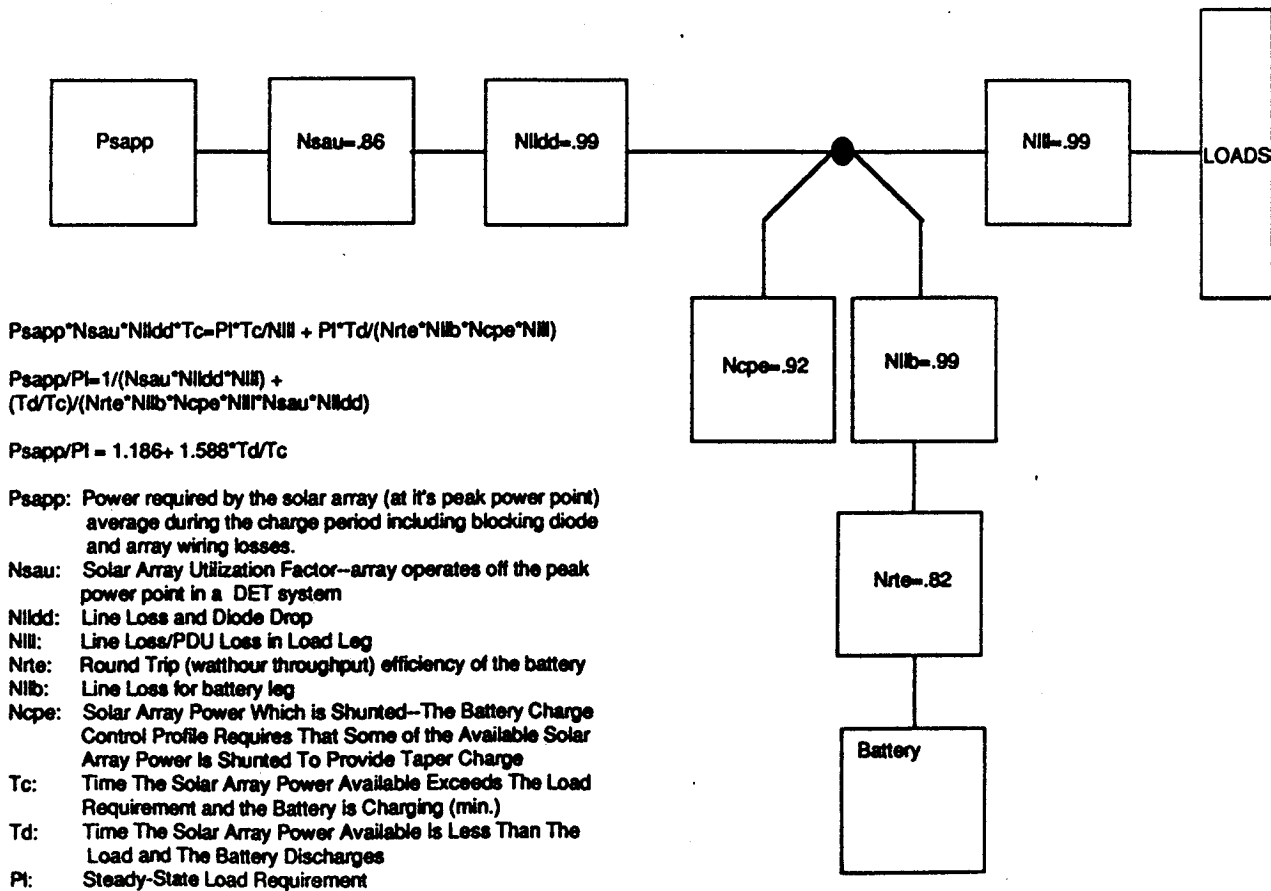 Psapp
Nsau=.86
Nlldd=.99
Nlll=.99
LOADS
Ncpe=.92
Nllb=.99
Nrte=.82
Battery
Psapp*Nsau*Nlldd*Tc=Pl*Tc/Nlll + Pl*Td/(Nrte*Nllb*Ncpe*Nlll)
Psapp/Pl=1/(Nsau*Nlldd*Nlll) +
(Td/Tc)/(Nrte*Nllb*Ncpe*Nlll*Nsau*Nlldd)
Psapp/Pl = 1.186+ 1.588*Td/Tc
Psapp: Power required by the solar array (at it's peak power point)
average during the charge period including blocking diode
and array wiring losses.
Nsau: Solar Array Utilization Factor--array operates off the peak
power point in a DET system
Nlldd: Line Loss and Diode Drop
Nlll: Line Loss/PDU Loss in Load Leg
Nrte: Round Trip (watthour throughput) efficiency of the battery
Nllb: Line Loss for battery leg
Ncpe: Solar Array Power Which is Shunted--The Battery Charge
Control Profile Requires That Some of the Available Solar
Array Power Is Shunted To Provide Taper Charge
Tc: Time The Solar Array Power Available Exceeds The Load
Requirement and the Battery is Charging (min.)
Td: Time The Solar Array Power Available Is Less Than The
Load and The Battery Discharges
Pl: Steady-State Load Requirement